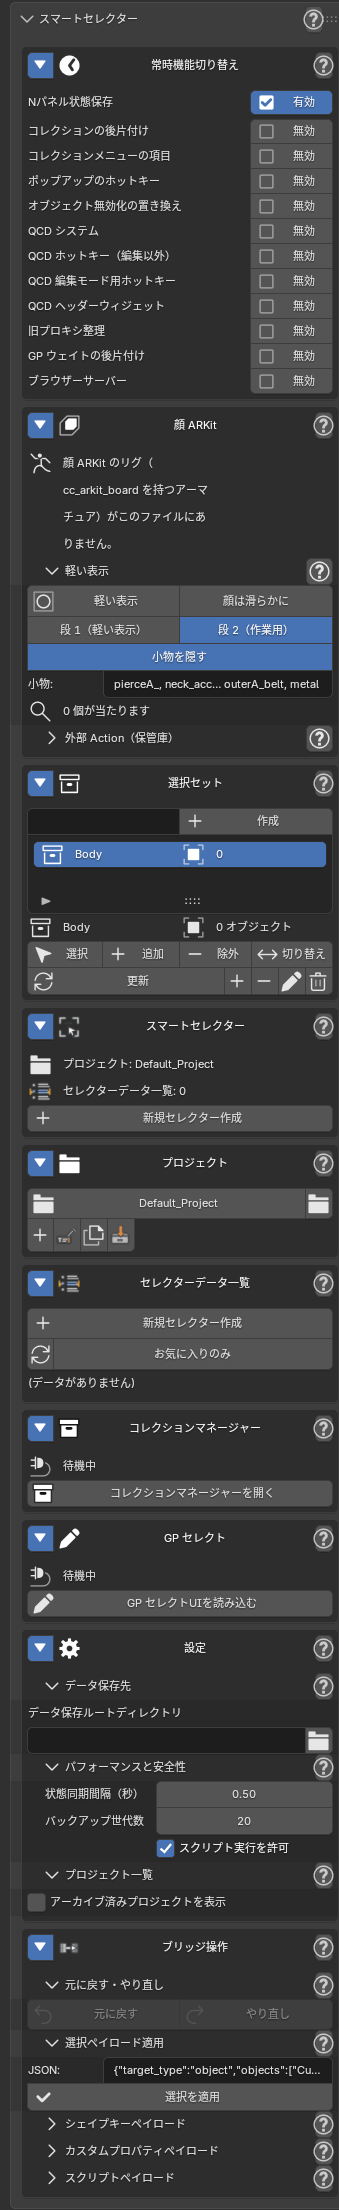 スマートセレクター
常時機能切り替え
Nパネル状態保存 有効
コレクションの後片付け 無効
コレクションメニューの項目 無効
ポップアップのホットキー 無効
オブジェクト無効化の置き換え 無効
QCD システム 無効
QCD ホットキー（編集以外） 無効
QCD 編集モード用ホットキー 無効
QCD ヘッダーウィジェット 無効
旧プロキシ整理 無効
GP ウェイトの後片付け 無効
ブラウザーサーバー 無効
顔 ARKit
顔 ARKit のリグ（
cc_arkit_board を持つアーマ
チュア）がこのファイルにあ
りません。
軽い表示
軽い表示 顔は滑らかに
段 1（軽い表示） 段 2（作業用）
小物を隠す
小物: pierceA_, neck_acc... outerA_belt, metal
0 個が当たります
外部 Action（保管庫）
選択セット
作成
Body 0
Body 0 オブジェクト
選択 追加 除外 切り替え
更新
スマートセレクター
プロジェクト: Default_Project
セレクターデータ一覧: 0
新規セレクター作成
プロジェクト
Default_Project
セレクターデータ一覧
新規セレクター作成
お気に入りのみ
(データがありません)
コレクションマネージャー
待機中
コレクションマネージャーを開く
GP セレクト
待機中
GP セレクトUIを読み込む
設定
データ保存先
データ保存ルートディレクトリ
パフォーマンスと安全性
状態同期間隔（秒） 0.50
バックアップ世代数 20
スクリプト実行を許可
プロジェクト一覧
アーカイブ済みプロジェクトを表示
ブリッジ操作
元に戻す・やり直し
元に戻す やり直し
選択ペイロード適用
JSON: {"target_type":"object","objects":["Cu...
選択を適用
シェイプキーペイロード
カスタムプロパティペイロード
スクリプトペイロード